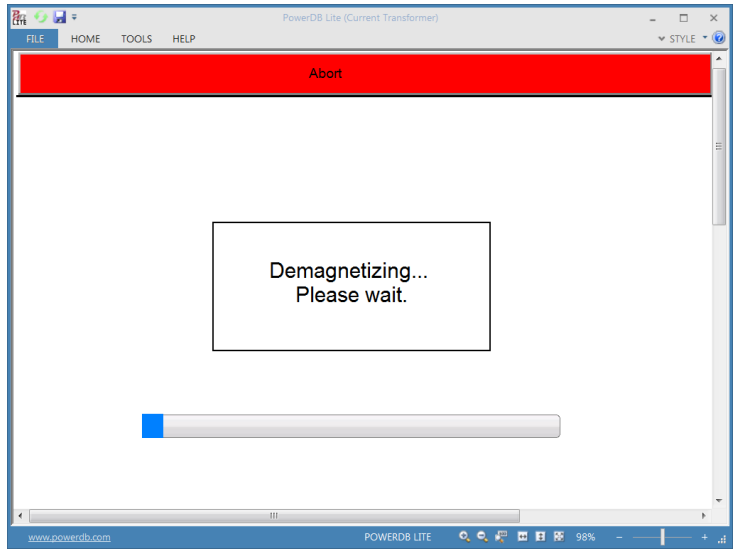 LITE
PowerDB Lite (Current Transformer)
FILE HOME TOOLS HELP STYLE
Abort
Demagnetizing...
Please wait.
www.powerdb.com POWERDB LITE 98%